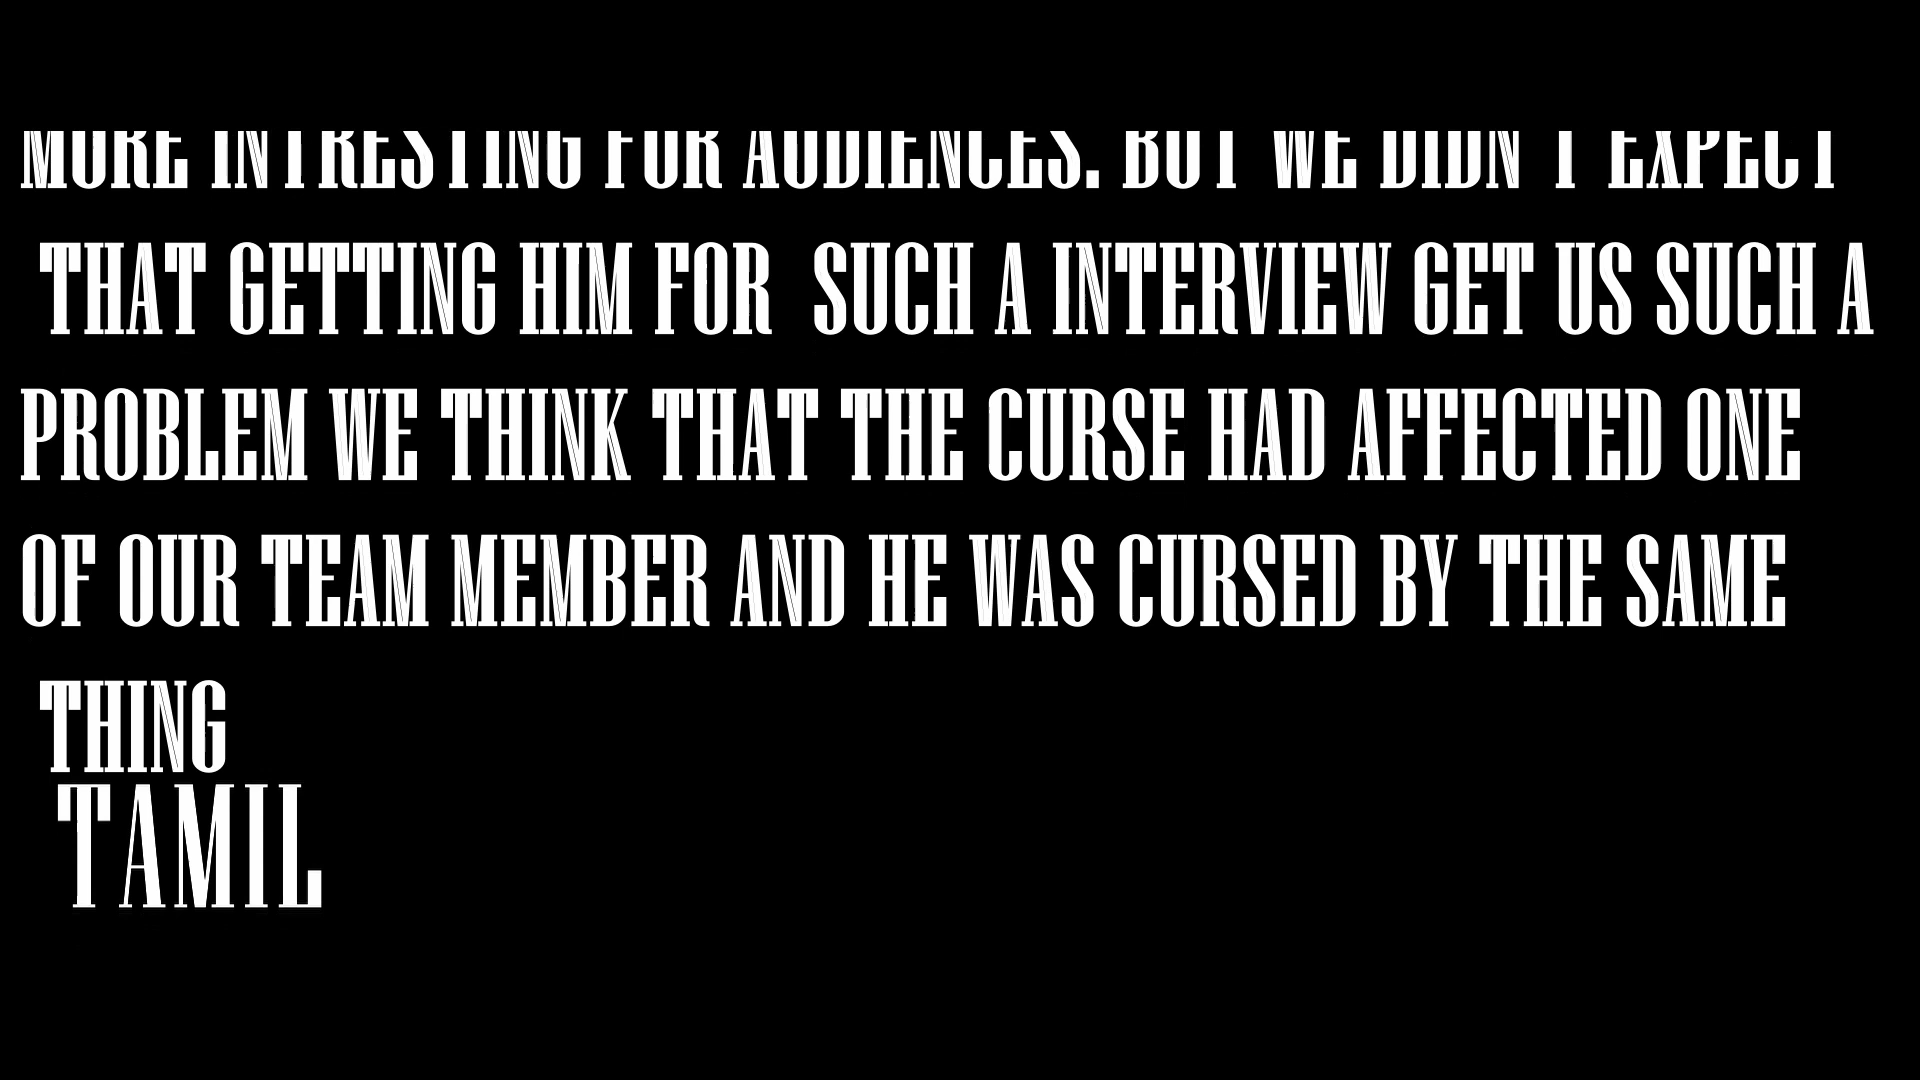 MORE INTRESTING FOR AUDIENCES. BUT WE DIDN'T EXPECT
THAT GETTING HIM FOR SUCH A INTERVIEW GET US SUCH A
PROBLEM WE THINK THAT THE CURSE HAD AFFECTED ONE
OF OUR TEAM MEMBER AND HE WAS CURSED BY THE SAME
THING
TAMIL